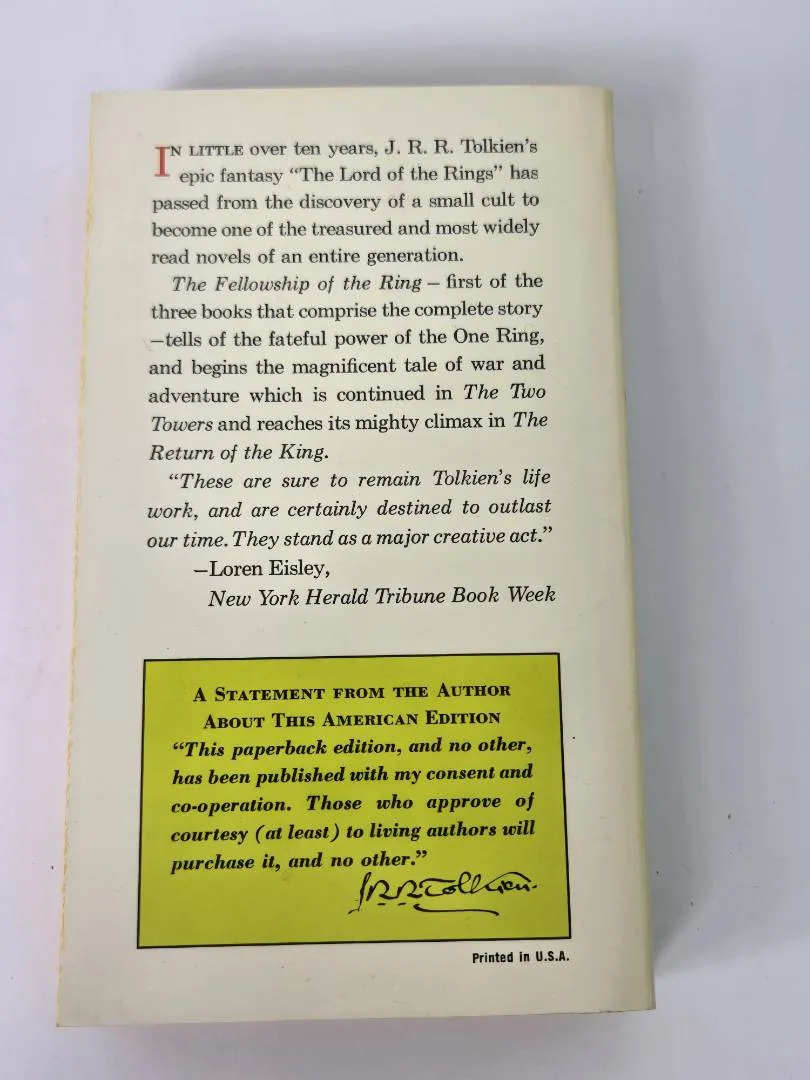 IN LITTLE over ten years, J. R. R. Tolkien's
epic fantasy "The Lord of the Rings" has
passed from the discovery of a small cult to
become one of the treasured and most widely
read novels of an entire generation.
The Fellowship of the Ring – first of the
three books that comprise the complete story
—tells of the fateful power of the One Ring,
and begins the magnificent tale of war and
adventure which is continued in The Two
Towers and reaches its mighty climax in The
Return of the King.
"These are sure to remain Tolkien's life
work, and are certainly destined to outlast
our time. They stand as a major creative act."
—Loren Eisley,
New York Herald Tribune Book Week
A STATEMENT FROM THE AUTHOR
ABOUT THIS AMERICAN EDITION
"This paperback edition, and no other,
has been published with my consent and
co-operation. Those who approve of
courtesy (at least) to living authors will
purchase it, and no other."
J.R.R. Tolkien.
Printed in U.S.A.